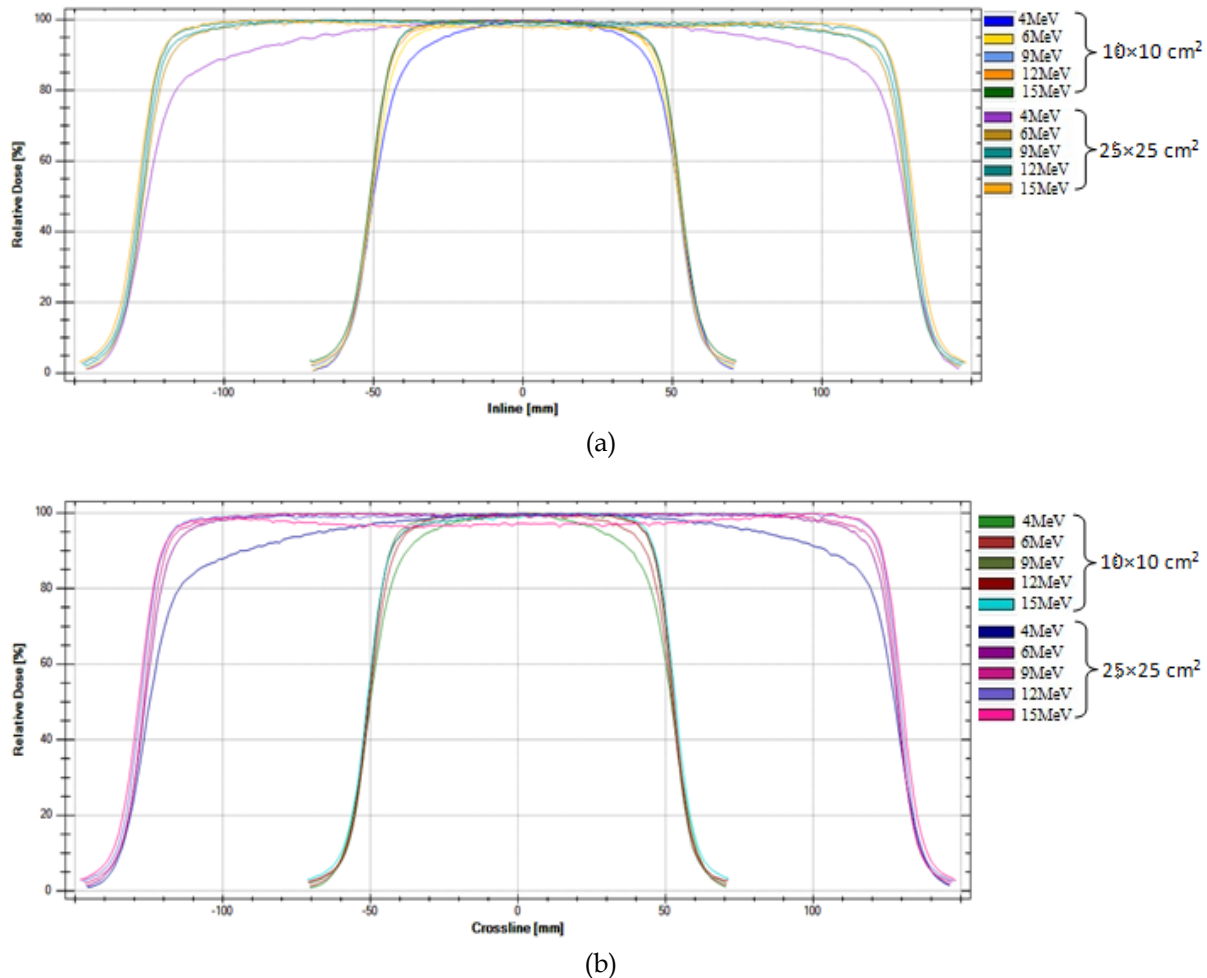 100
80
60
40
20
0
Relative Dose [%]
-100 -50 0 50 100
Inline [mm]
4MeV
6MeV
9MeV
12MeV
15MeV
10×10 cm²
4MeV
6MeV
9MeV
12MeV
15MeV
25×25 cm²
(a)
100
80
60
40
20
0
Relative Dose [%]
-100 -50 0 50 100
Crossline [mm]
4MeV
6MeV
9MeV
12MeV
15MeV
10×10 cm²
4MeV
6MeV
9MeV
12MeV
15MeV
25×25 cm²
(b)